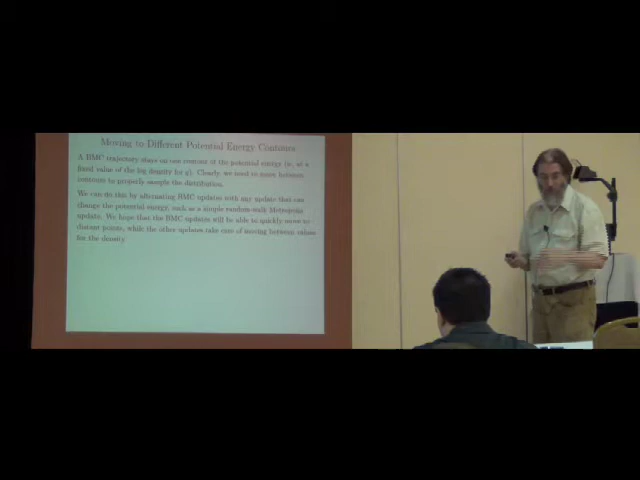 Moving to Different Potential Energy Contours
A BMC trajectory stays on one contour of the potential energy (ie, at a
fixed value of the log density for q). Clearly, we need to move between
contours to properly sample the distribution.
We can do this by alternating BMC updates with any update that can
change the potential energy, such as a simple random-walk Metropolis
update. We hope that the BMC updates will be able to quickly move to
distant points, while the other updates take care of moving between values
for the density